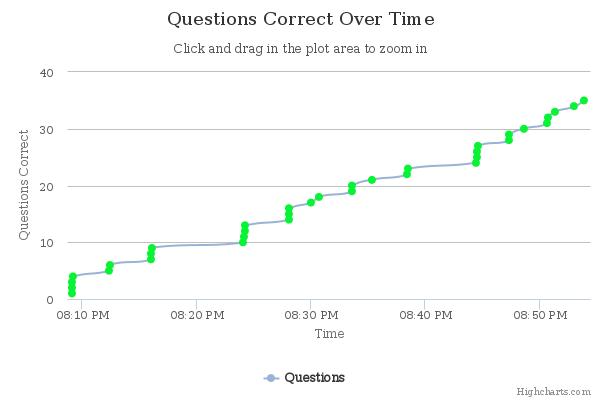 Questions Correct Over Time
Click and drag in the plot area to zoom in
Questions Correct
40
30
20
10
0
08:10 PM 08:20 PM 08:30 PM 08:40 PM 08:50 PM
Time
Questions
Highcharts.com